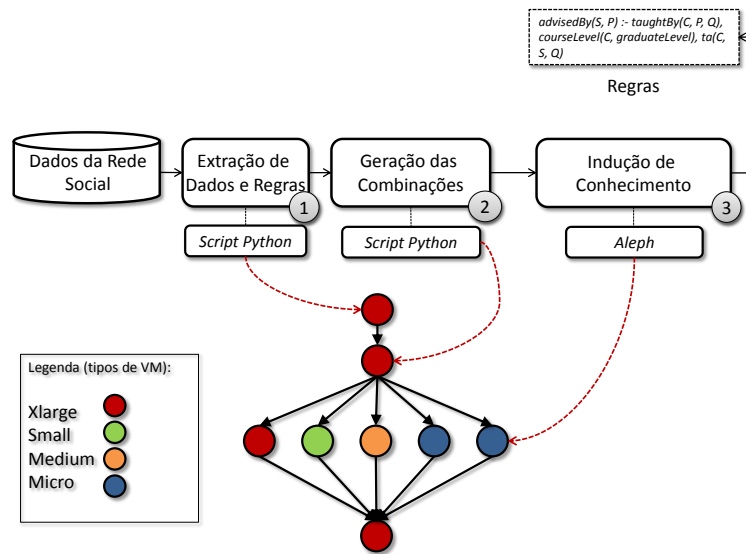 advisedBy(S, P) :- taughtBy(C, P, Q),
courseLevel(C, graduateLevel), ta(C,
S, Q)
Regras
Dados da Rede
Social
Extração de
Dados e Regras
1
Geração das
Combinações
2
Indução de
Conhecimento
3
Script Python
Script Python
Aleph
Legenda (tipos de VM):
Xlarge
Small
Medium
Micro